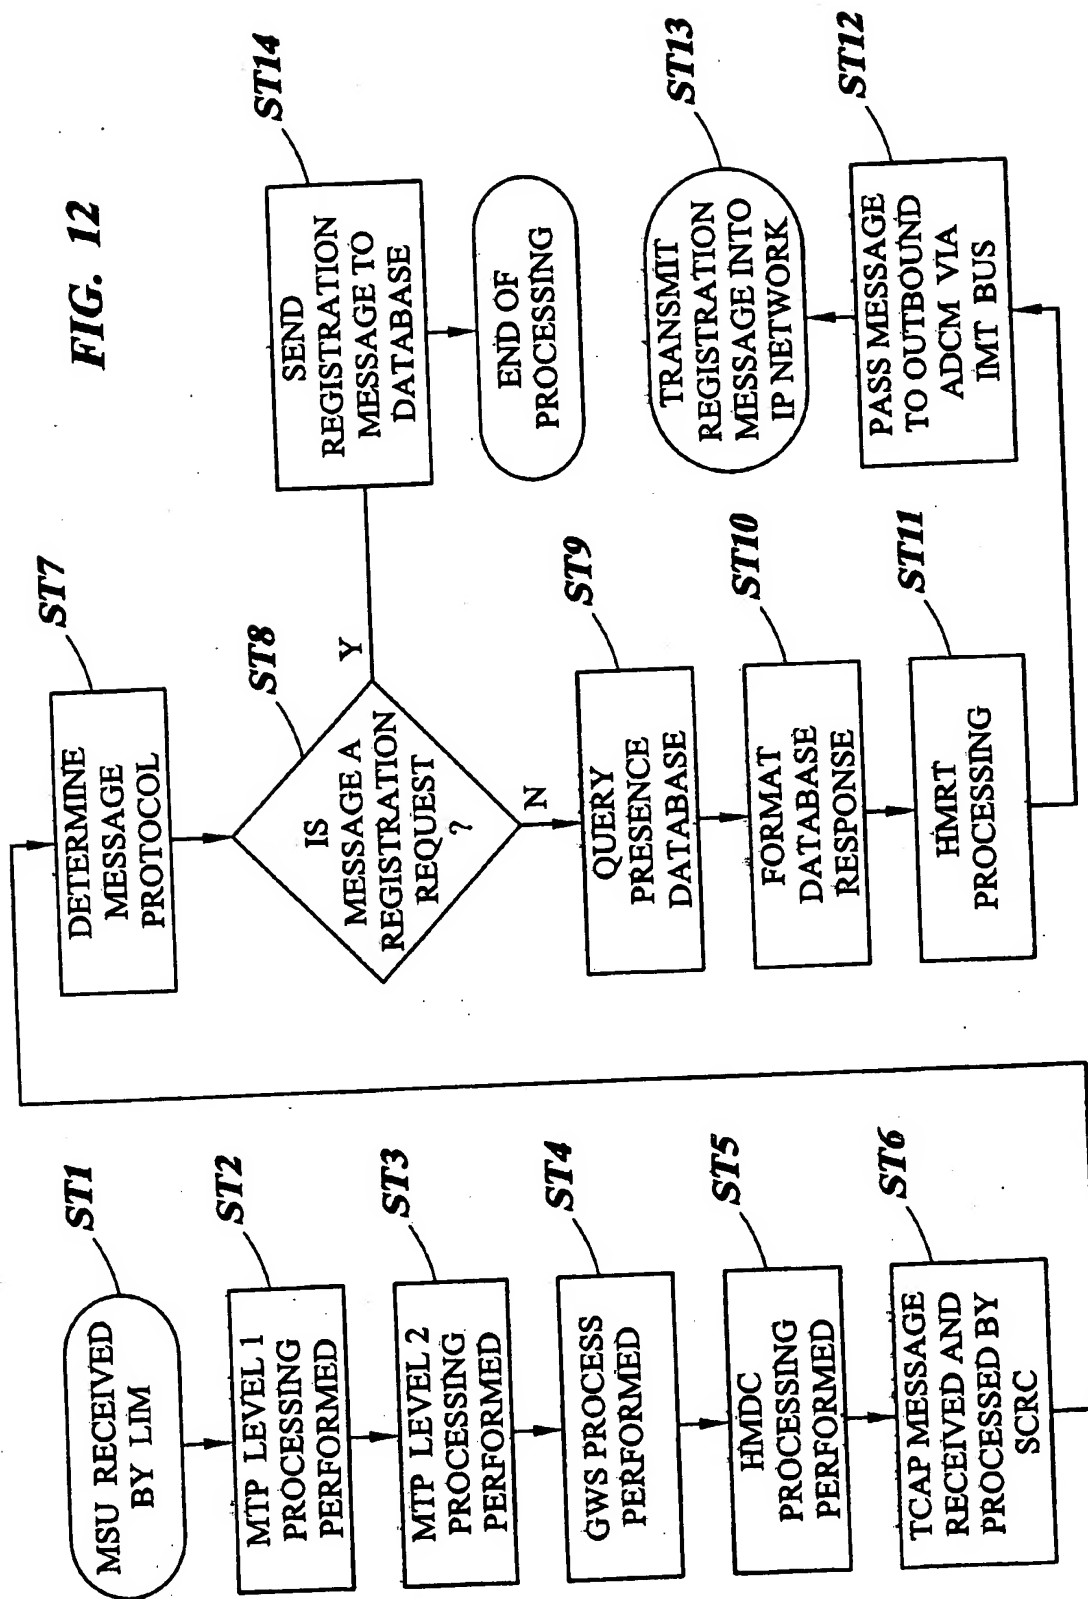 FIG. 12
ST1
MSU RECEIVED
BY LIM
ST2
MTP LEVEL 1
PROCESSING
PERFORMED
ST3
MTP LEVEL 2
PROCESSING
PERFORMED
ST4
GWS PROCESS
PERFORMED
ST5
HMDC
PROCESSING
PERFORMED
ST6
TCAP MESSAGE
RECEIVED AND
PROCESSED BY
SCRC
ST7
DETERMINE
MESSAGE
PROTOCOL
ST8
IS
MESSAGE A
REGISTRATION
REQUEST
?
Y
N
ST9
QUERY
PRESENCE
DATABASE
ST10
FORMAT
DATABASE
RESPONSE
ST11
HMRT
PROCESSING
ST14
SEND
REGISTRATION
MESSAGE TO
DATABASE
END OF
PROCESSING
ST13
TRANSMIT
REGISTRATION
MESSAGE INTO
IP NETWORK
ST12
PASS MESSAGE
TO OUTBOUND
ADCM VIA
IMT BUS